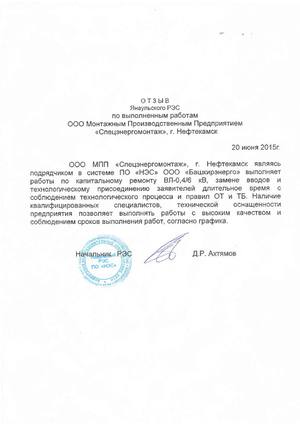 О Т З Ы В
Янаульского РЭС
по выполненным работам
ООО Монтажным Производственным Предприятием
«Спецэнергомонтаж», г. Нефтекамск
20 июня 2015г.
ООО МПП «Спецэнергомонтаж», г. Нефтекамск являясь
подрядчиком в системе ПО «НЭС» ООО «Башкирэнерго» выполняет
работы по капитальному ремонту ВЛ-0,4/6 кВ, замене вводов и
технологическому присоединению заявителей длительное время с
соблюдением технологического процесса и правил ОТ и ТБ. Наличие
квалифицированных специалистов, технической оснащенности
предприятия позволяет выполнять работы с высоким качеством и
соблюдением сроков выполнения работ, согласно графика.
Начальник РЭС Д.Р. Ахтямов
РЭС
ПО «НЭС»